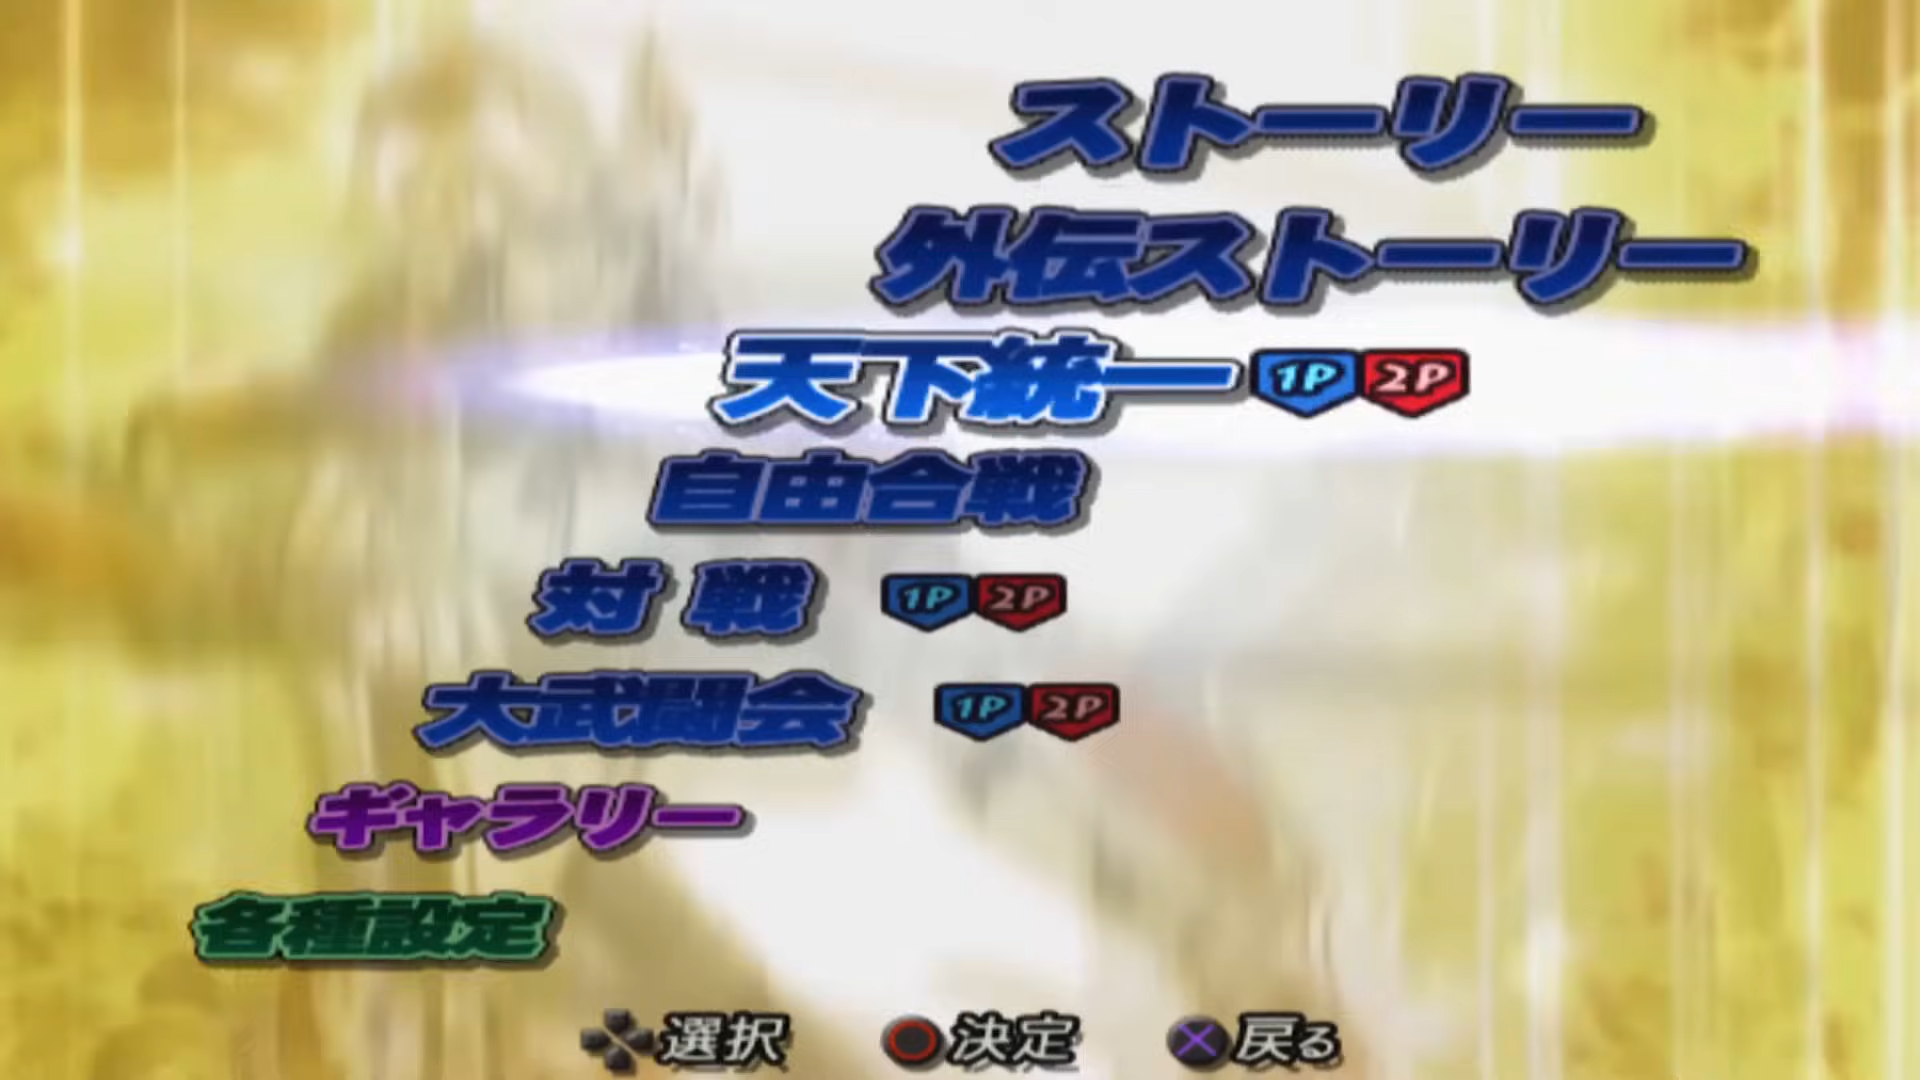 ストーリー
外伝ストーリー
天下統一 1P 2P
自由合戦
対戦 1P 2P
大武闘会 1P 2P
ギャラリー
各種設定
選択 決定 戻る